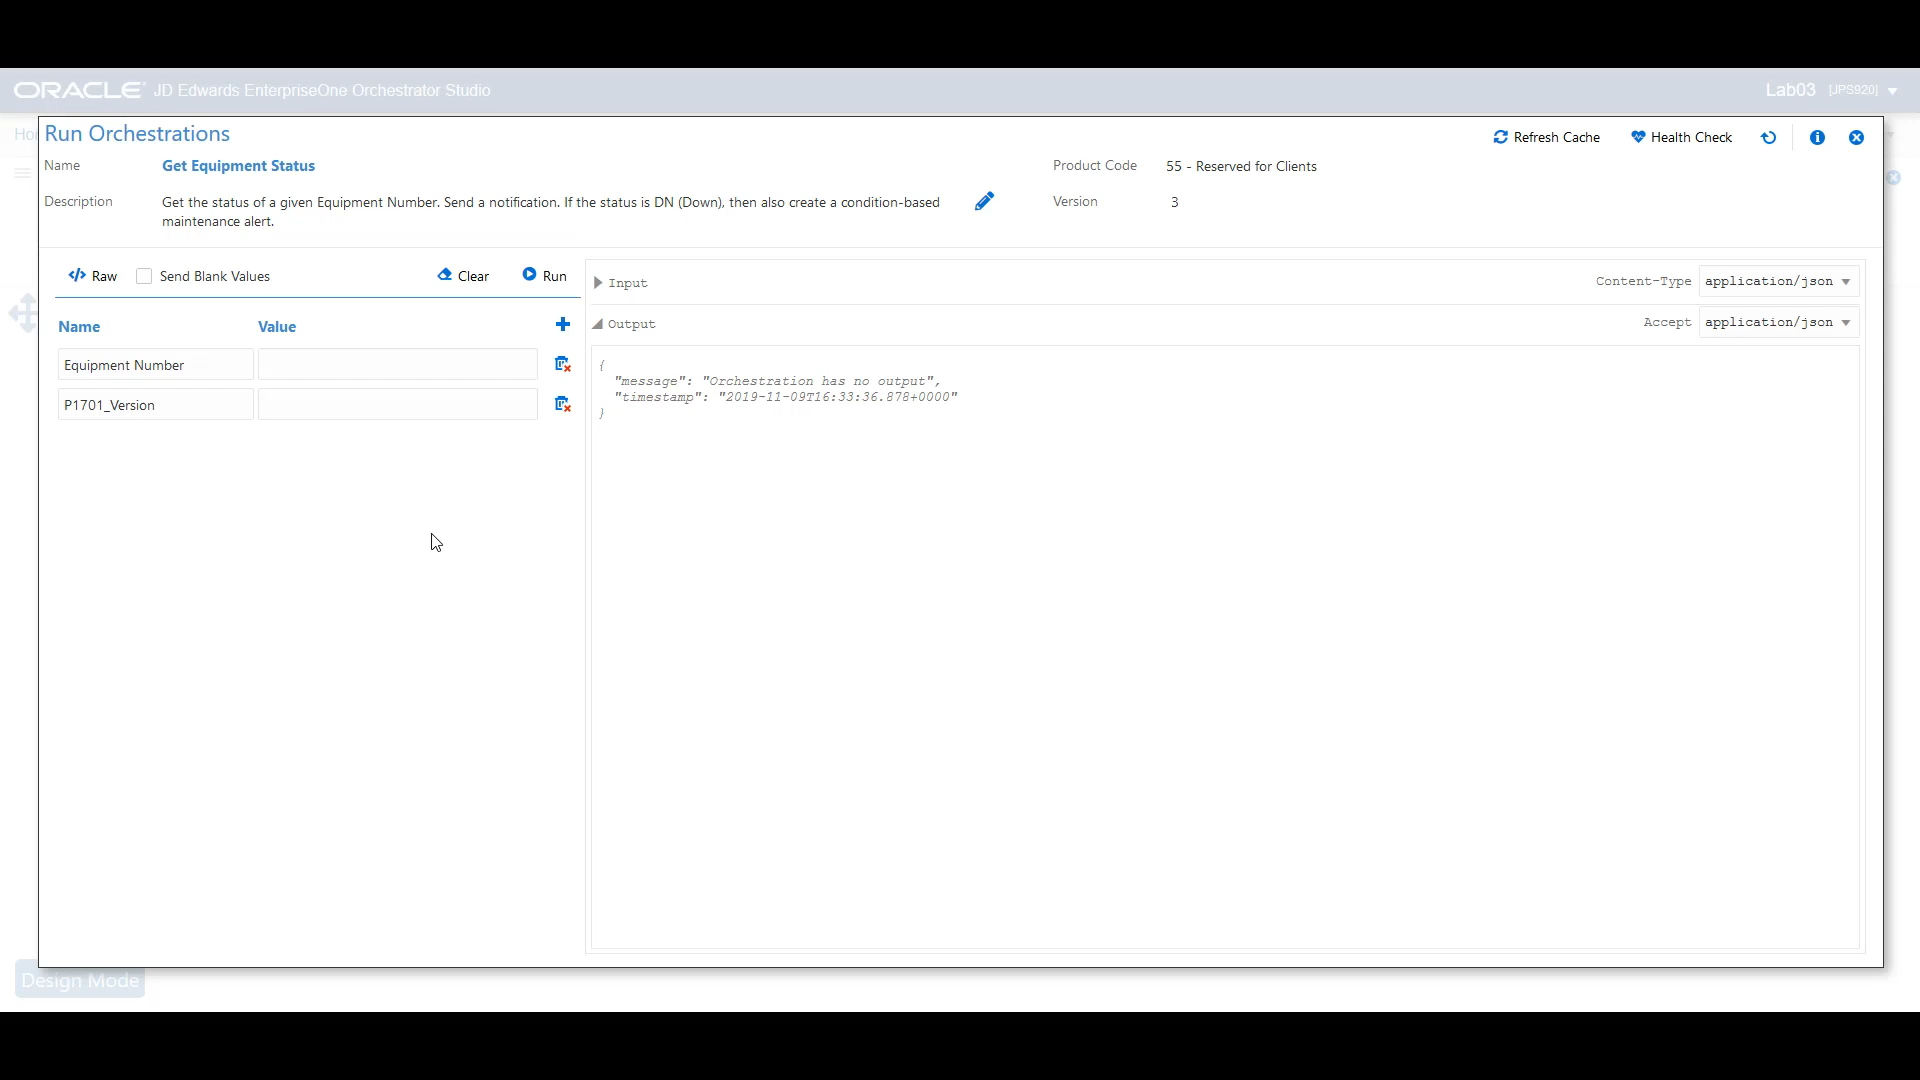 ORACLE JD Edwards EnterpriseOne Orchestrator Studio
Lab03 [JPS920]
Run Orchestrations
Refresh Cache
Health Check
Name
Get Equipment Status
Product Code
55 - Reserved for Clients
Description
Get the status of a given Equipment Number. Send a notification. If the status is DN (Down), then also create a condition-based
maintenance alert.
Version
3
Raw
Send Blank Values
Clear
Run
Input
Content-Type
application/json
Name
Value
Output
Accept
application/json
Equipment Number
P1701_Version
{
"message": "Orchestration has no output",
"timestamp": "2019-11-09T16:33:36.878+0000"
}
Design Mode